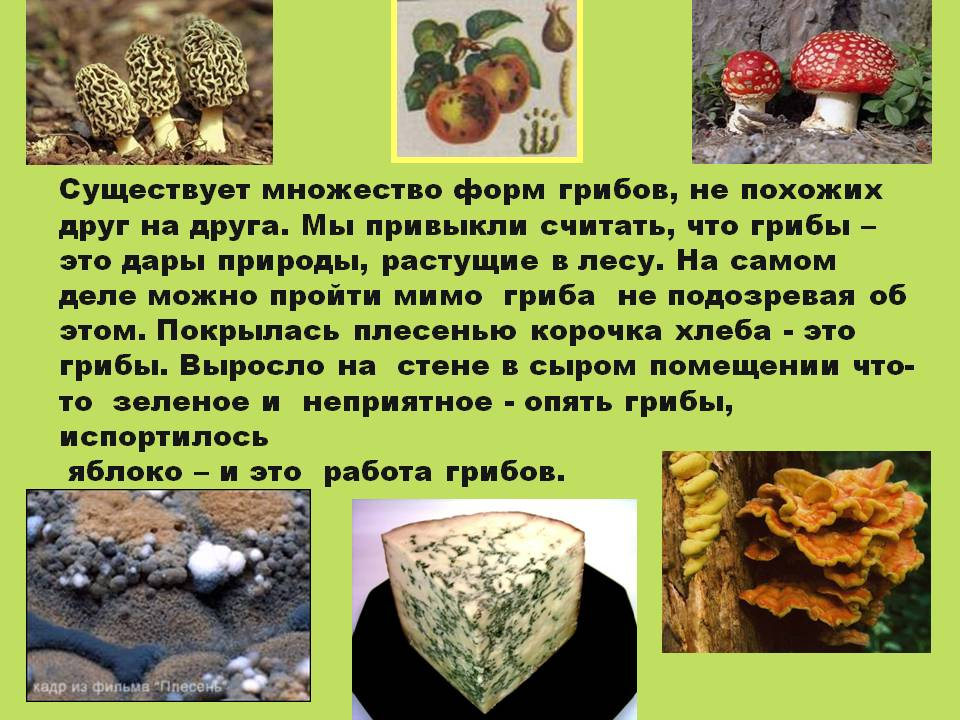 Существует множество форм грибов, не похожих
друг на друга. Мы привыкли считать, что грибы –
это дары природы, растущие в лесу. На самом
деле можно пройти мимо  гриба  не подозревая об
этом. Покрылась плесенью корочка хлеба - это
грибы. Выросло на  стене в сыром помещении что-
то  зеленое и  неприятное - опять грибы,
испортилось
яблоко – и это  работа грибов.
кадр из фильма "Плесень"